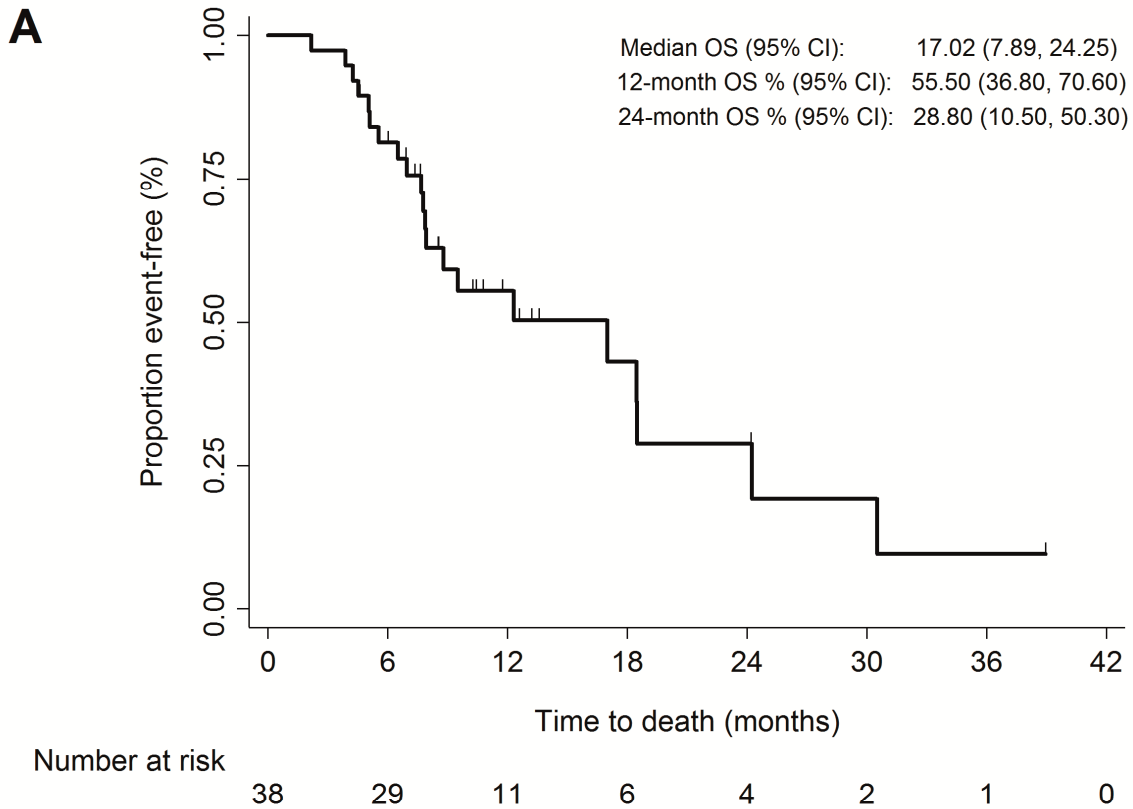 A
Median OS (95% CI): 17.02 (7.89, 24.25)
12-month OS % (95% CI): 55.50 (36.80, 70.60)
24-month OS % (95% CI): 28.80 (10.50, 50.30)
Proportion event-free (%)
1.00
0.75
0.50
0.25
0.00
0 6 12 18 24 30 36 42
Time to death (months)
Number at risk
38 29 11 6 4 2 1 0